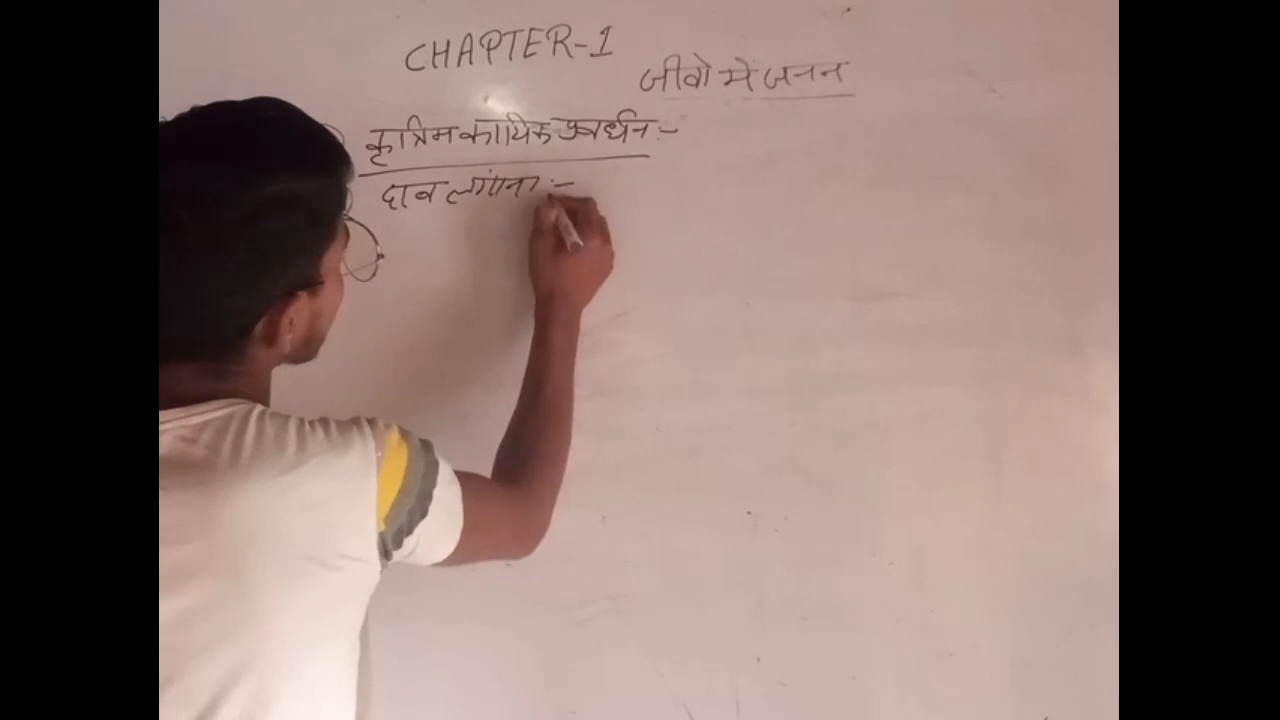 CHAPTER-1
जीवो मे जनन
कृत्रिम कायिक प्रवर्धन :-
दाब लगाना :-